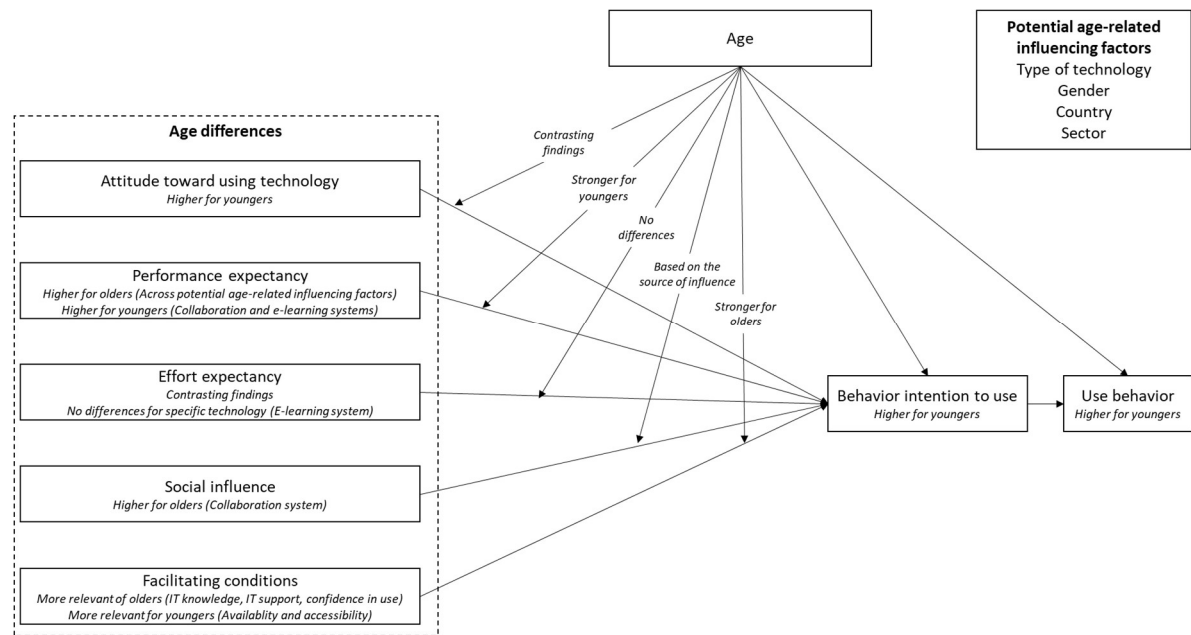 Age
Potential age-related
influencing factors
Type of technology
Gender
Country
Sector
Age differences
Attitude toward using technology
Higher for youngers
Performance expectancy
Higher for olders (Across potential age-related influencing factors)
Higher for youngers (Collaboration and e-learning systems)
Effort expectancy
Contrasting findings
No differences for specific technology (E-learning system)
Social influence
Higher for olders (Collaboration system)
Facilitating conditions
More relevant of olders (IT knowledge, IT support, confidence in use)
More relevant for youngers (Availablity and accessibility)
Contrasting
findings
Stronger for
youngers
No
differences
Based on the
source of influence
Stronger for
olders
Behavior intention to use
Higher for youngers
Use behavior
Higher for youngers